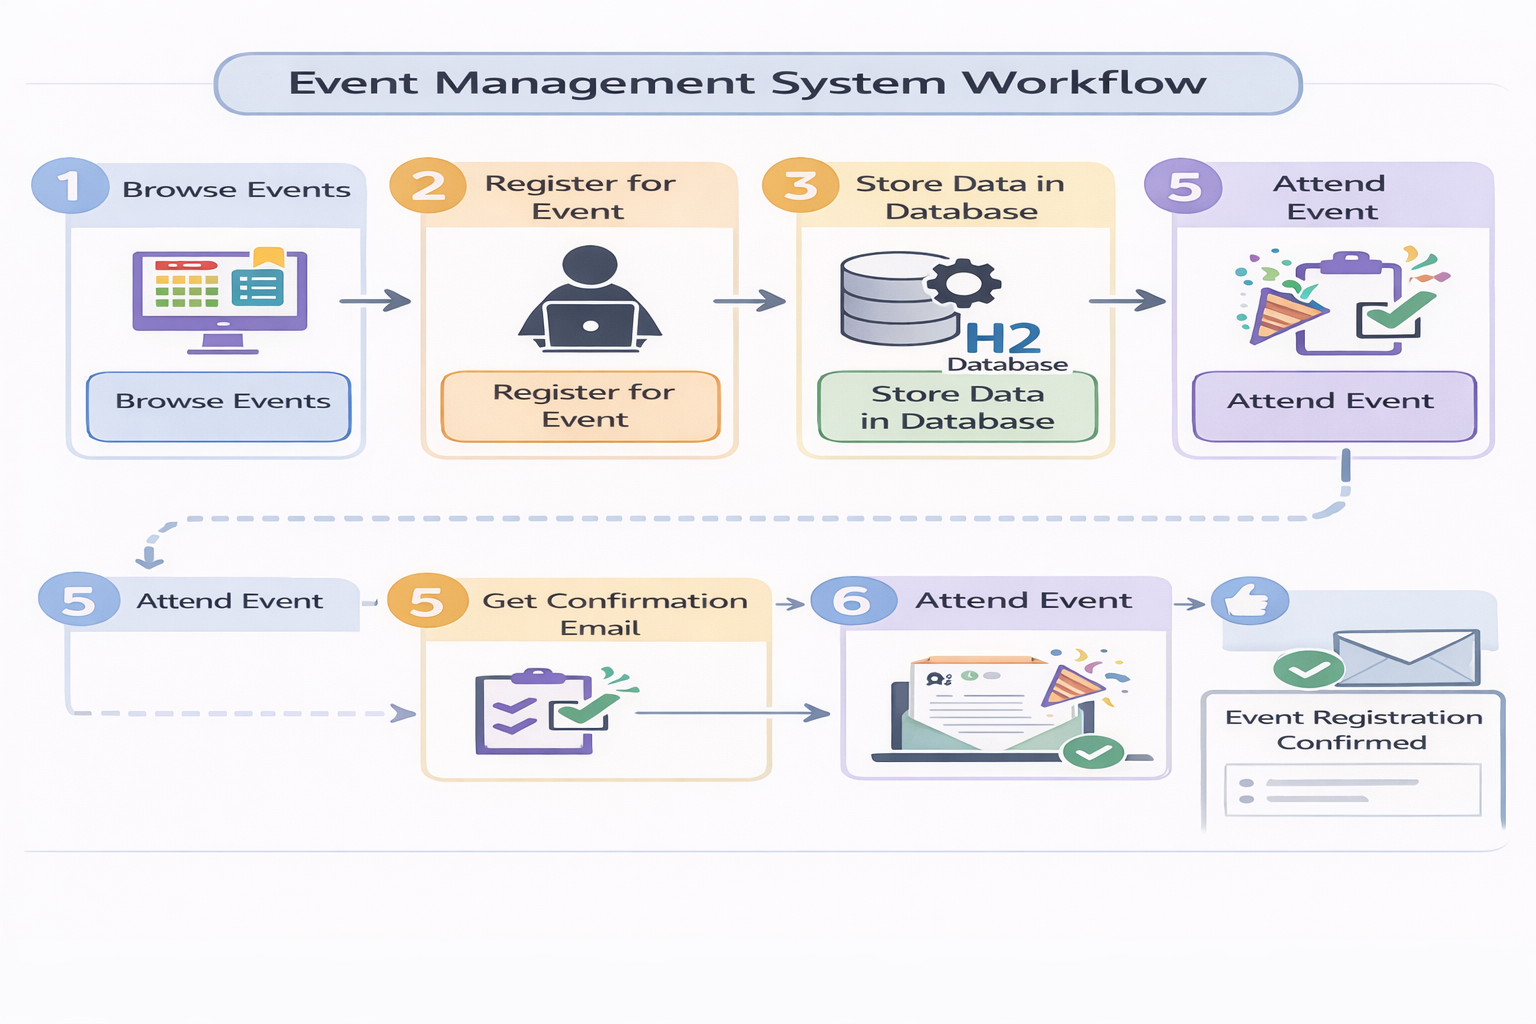 Event Management System Workflow
1
Browse Events
Browse Events
2
Register for
Event
Register for
Event
3
Store Data in
Database
H2
Database
Store Data
in Database
5
Attend
Event
Attend Event
5
Attend Event
5
Get Confirmation
Email
6
Attend Event
Event Registration
Confirmed